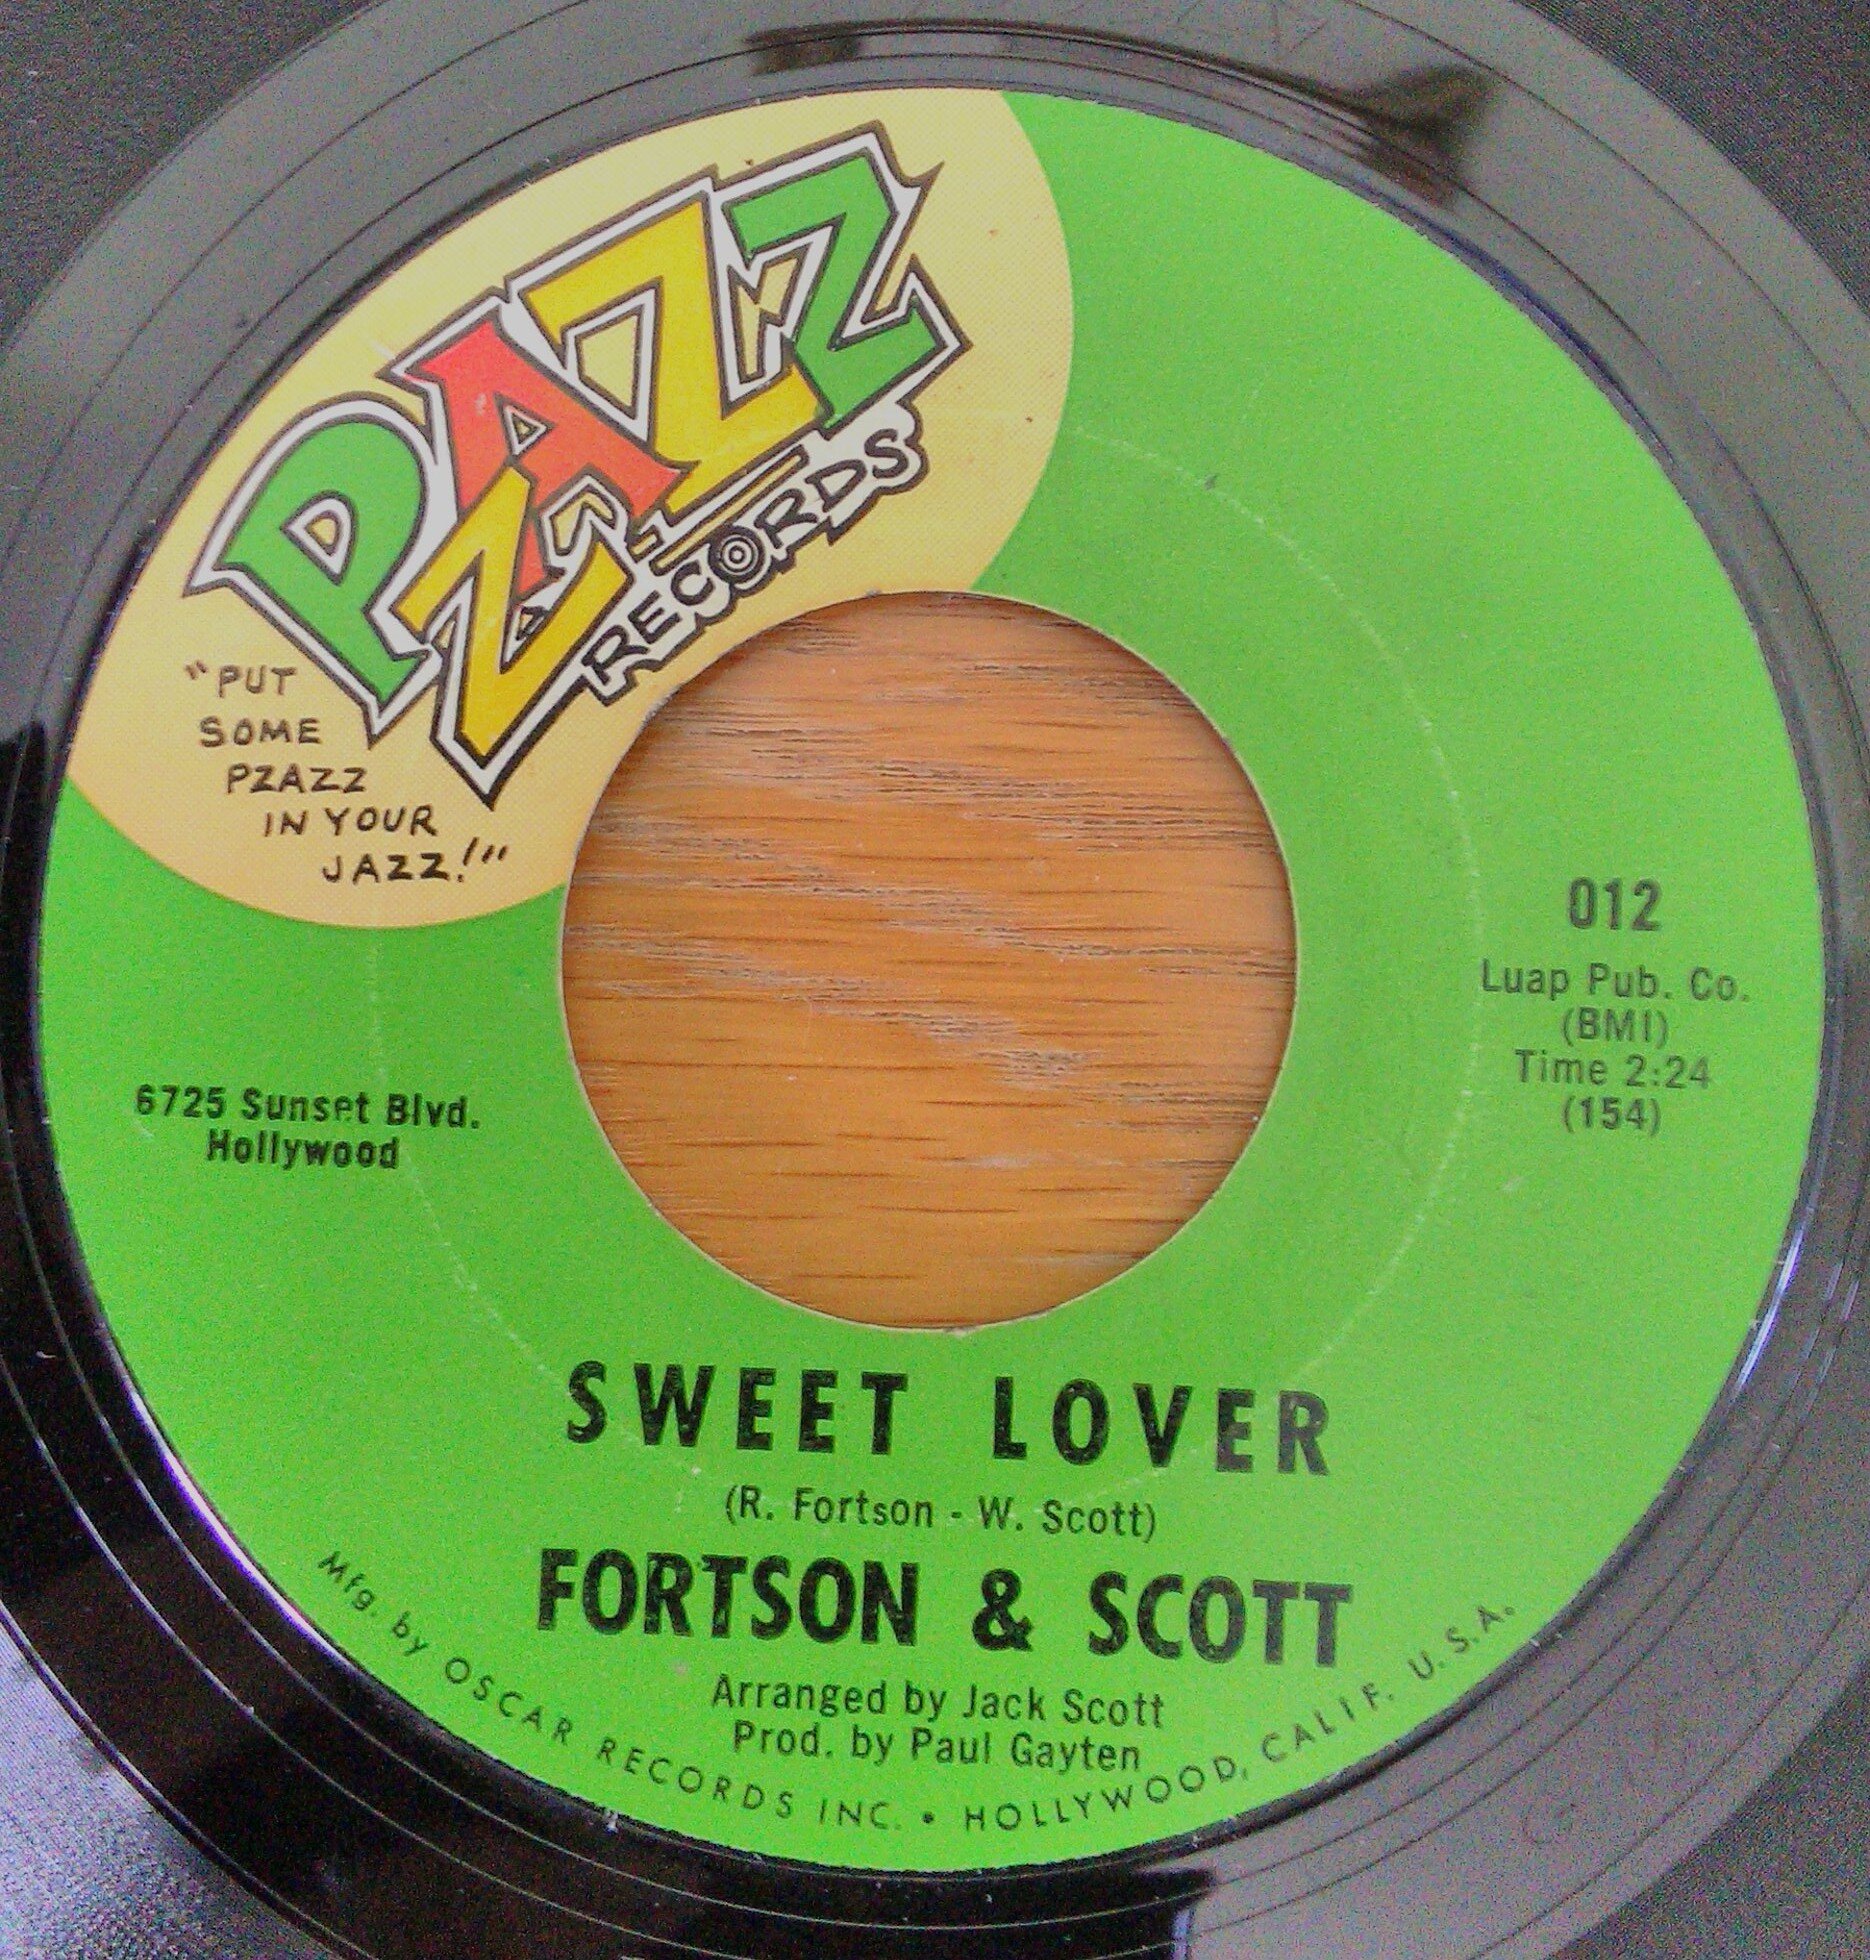 PZAZZ
RECORDS
"PUT
SOME
PZAZZ
IN YOUR
JAZZ!"
012
Luap Pub. Co.
(BMI)
Time 2:24
(154)
6725 Sunset Blvd.
Hollywood
SWEET LOVER
(R. Fortson - W. Scott)
FORTSON & SCOTT
Arranged by Jack Scott
Prod. by Paul Gayten
Mfg. by OSCAR RECORDS INC. • HOLLYWOOD, CALIF. U.S.A.